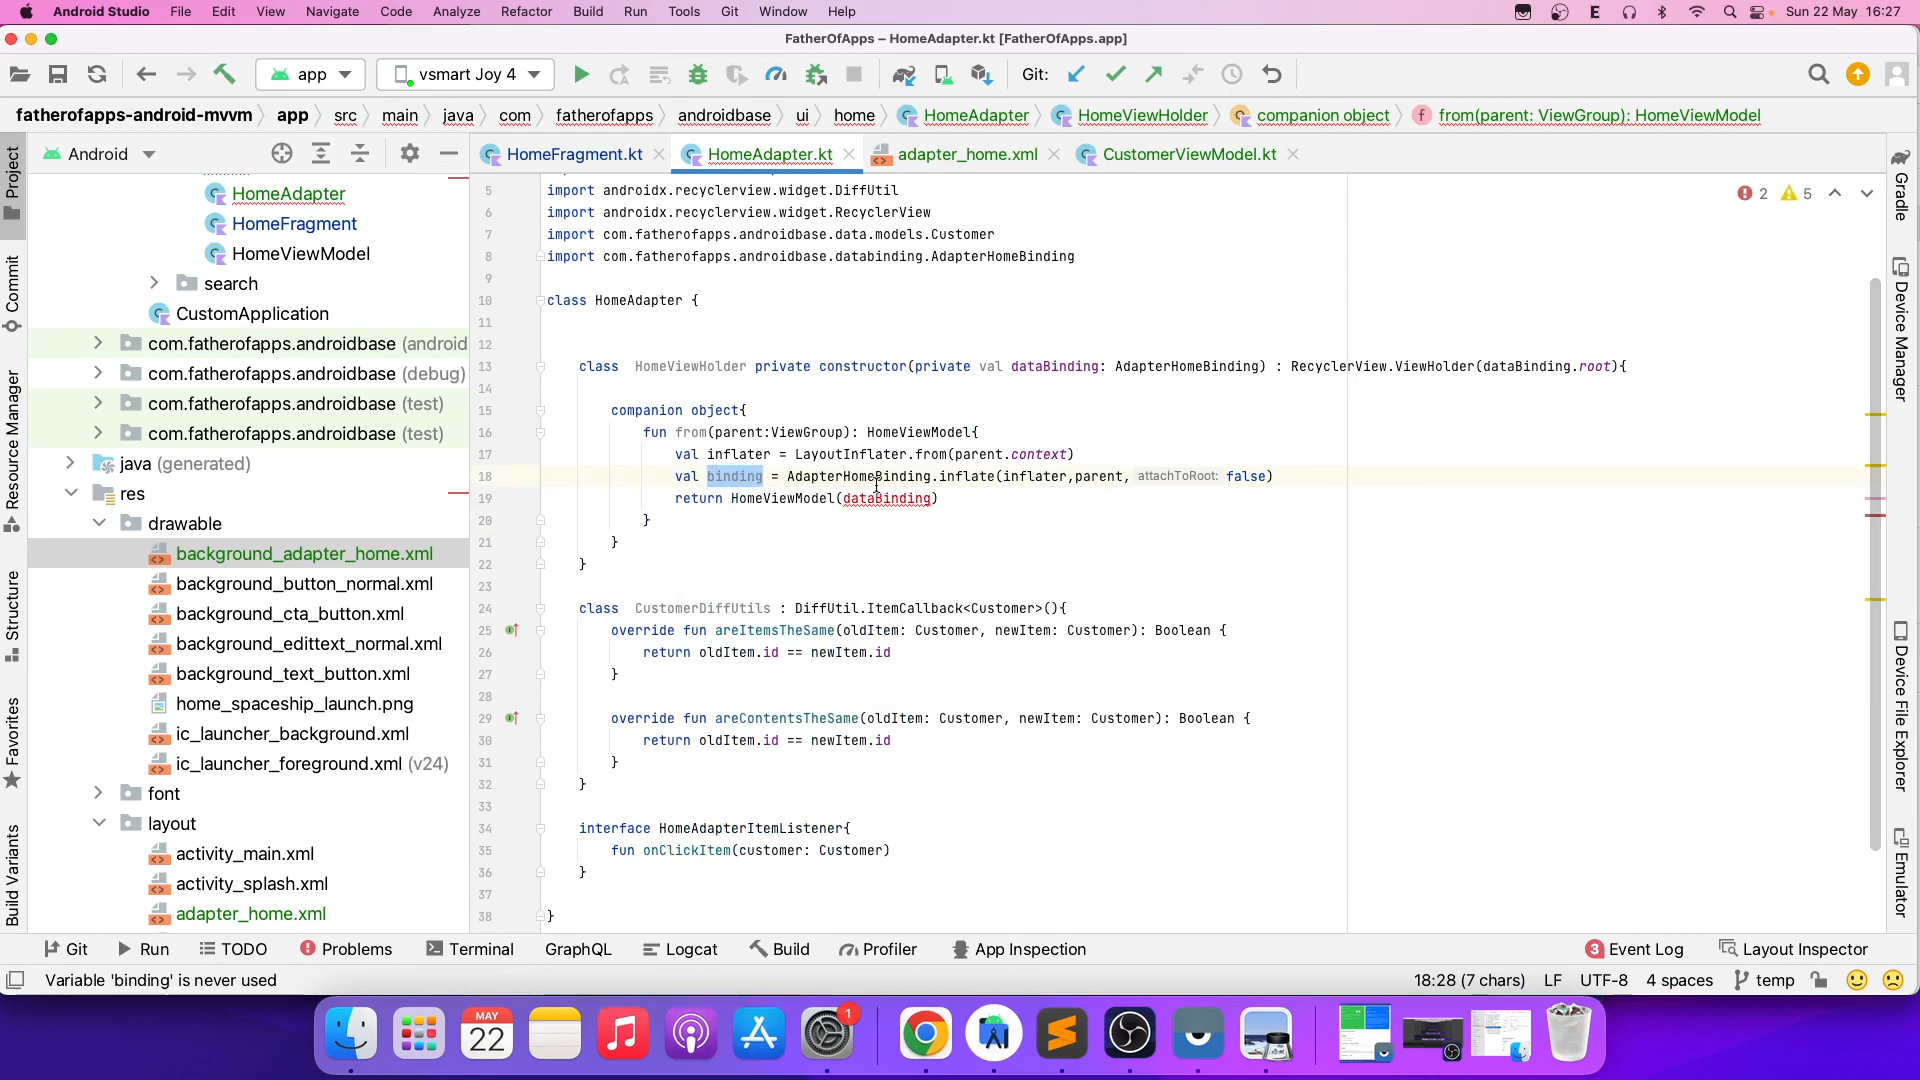 Android Studio File Edit View Navigate Code Analyze Refactor Build Run Tools Git Window Help E Sun 22 May 16:27
FatherOfApps – HomeAdapter.kt [FatherOfApps.app]
app vsmart Joy 4 Git:
fatherofapps-android-mvvm app src main java com fatherofapps androidbase ui home HomeAdapter HomeViewHolder companion object from(parent: ViewGroup): HomeViewModel
Android HomeFragment.kt HomeAdapter.kt adapter_home.xml CustomerViewModel.kt
Project
Commit
Resource Manager
Structure
Favorites
Build Variants
HomeAdapter
HomeFragment
HomeViewModel
search
CustomApplication
com.fatherofapps.androidbase (android
com.fatherofapps.androidbase (debug)
com.fatherofapps.androidbase (test)
com.fatherofapps.androidbase (test)
java (generated)
res
drawable
background_adapter_home.xml
background_button_normal.xml
background_cta_button.xml
background_edittext_normal.xml
background_text_button.xml
home_spaceship_launch.png
ic_launcher_background.xml
ic_launcher_foreground.xml (v24)
font
layout
activity_main.xml
activity_splash.xml
adapter_home.xml
2 5
5 import androidx.recyclerview.widget.DiffUtil
6 import androidx.recyclerview.widget.RecyclerView
7 import com.fatherofapps.androidbase.data.models.Customer
8 import com.fatherofapps.androidbase.databinding.AdapterHomeBinding
9
10 class HomeAdapter {
11
12
13 class HomeViewHolder private constructor(private val dataBinding: AdapterHomeBinding) : RecyclerView.ViewHolder(dataBinding.root){
14
15 companion object{
16 fun from(parent:ViewGroup): HomeViewModel{
17 val inflater = LayoutInflater.from(parent.context)
18 val binding = AdapterHomeBinding.inflate(inflater,parent, attachToRoot: false)
19 return HomeViewModel(dataBinding)
20 }
21 }
22 }
23
24 class CustomerDiffUtils : DiffUtil.ItemCallback<Customer>(){
25 override fun areItemsTheSame(oldItem: Customer, newItem: Customer): Boolean {
26 return oldItem.id == newItem.id
27 }
28
29 override fun areContentsTheSame(oldItem: Customer, newItem: Customer): Boolean {
30 return oldItem.id == newItem.id
31 }
32 }
33
34 interface HomeAdapterItemListener{
35 fun onClickItem(customer: Customer)
36 }
37
38 }
Gradle
Device Manager
Device File Explorer
Emulator
Git Run TODO Problems Terminal GraphQL Logcat Build Profiler App Inspection 3 Event Log Layout Inspector
Variable 'binding' is never used 18:28 (7 chars) LF UTF-8 4 spaces temp
MAY
22
1